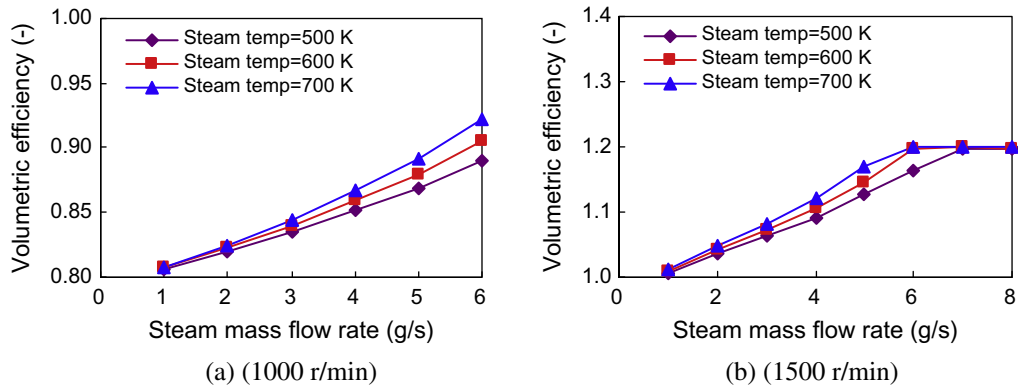 1.00
0.95
0.90
0.85
0.80
Volumetric efficiency (-)
Steam temp=500 K
Steam temp=600 K
Steam temp=700 K
0 1 2 3 4 5 6
Steam mass flow rate (g/s)
(a) (1000 r/min)
1.4
1.3
1.2
1.1
1.0
Volumetric efficiency (-)
Steam temp=500 K
Steam temp=600 K
Steam temp=700 K
0 2 4 6 8
Steam mass flow rate (g/s)
(b) (1500 r/min)